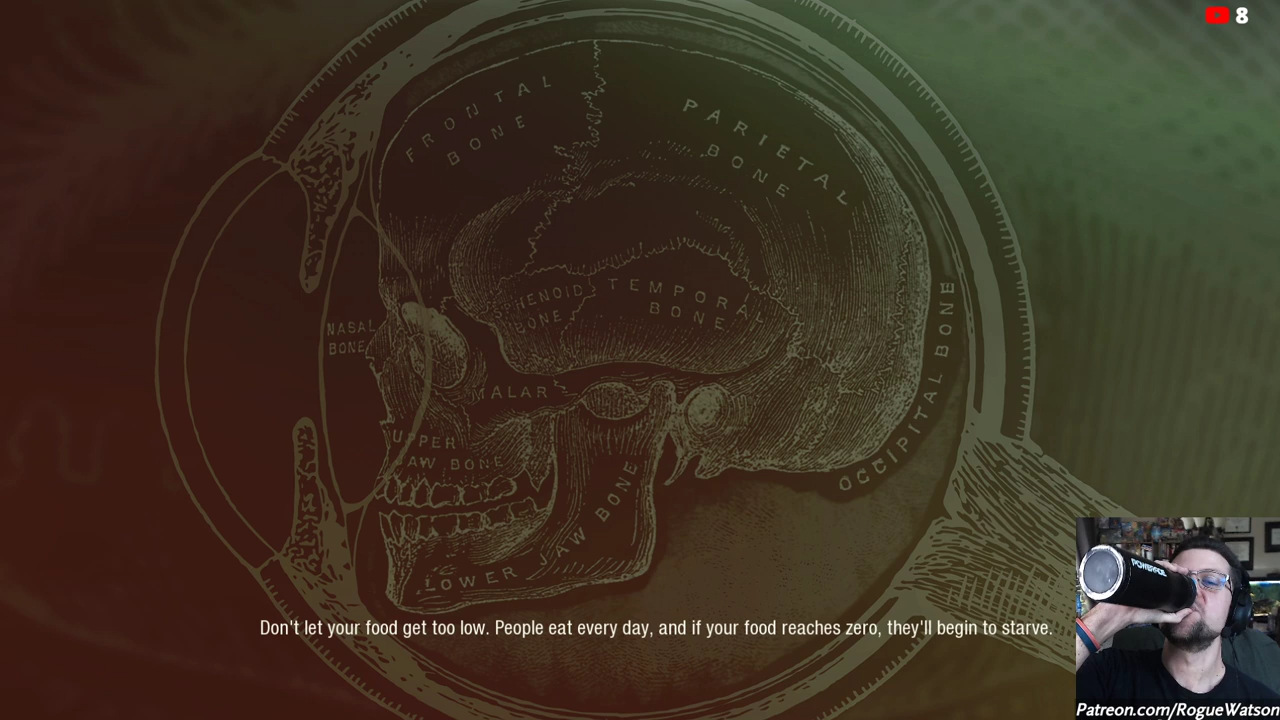 8
FRONTAL
BONE
PARIETAL
BONE
SPHENOID
BONE
TEMPORAL
BONE
NASAL
BONE
MALAR
UPPER
JAW BONE
LOWER JAW BONE
OCCIPITAL BONE
Don't let your food get too low. People eat every day, and if your food reaches zero, they'll begin to starve.
POWERADE
Patreon.com/RogueWatson